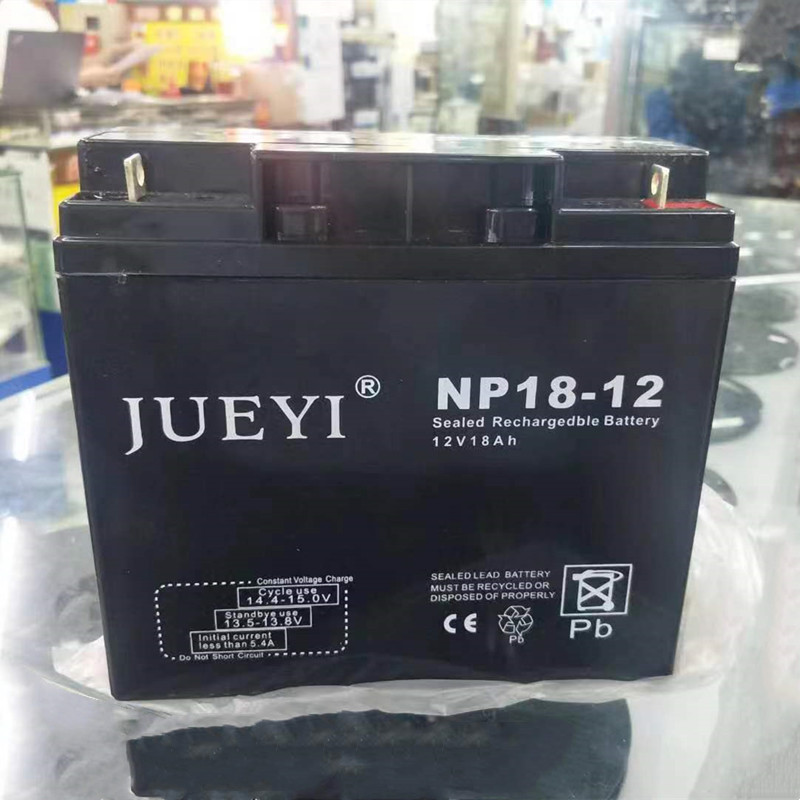 JUEYI®
NP18-12
Sealed Rechargedble Battery
12V18Ah
Constant Voltage Charge
Cycle use
14.4-15.0V
Standbye use
13.5-13.8V
Initial current
less than 5.4A
Do Not Short Circuit
SEALED LEAD BATTERY
MUST BE RECYCLED OR
DISPOSED OF PROPERLY
CE
Pb
Pb